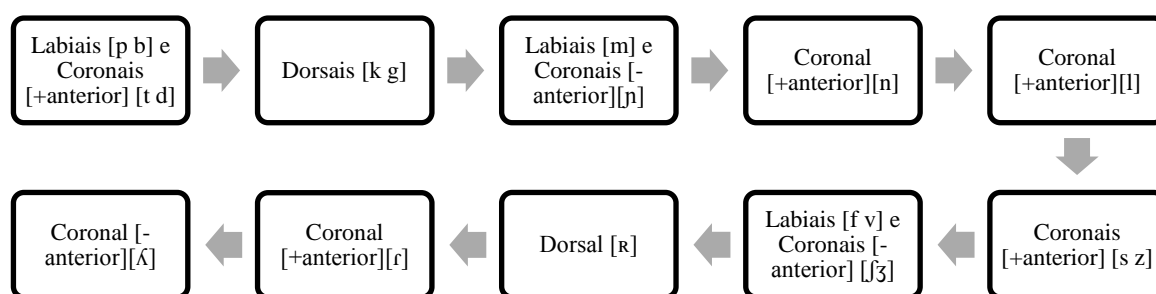 Labiais [p b] e
Coronais
[+anterior] [t d]
Dorsais [k g]
Labiais [m] e
Coronais [-
anterior][ɲ]
Coronal
[+anterior][n]
Coronal
[+anterior][l]
Coronais
[+anterior] [s z]
Labiais [f v] e
Coronais [-
anterior] [ʃʒ]
Dorsal [ʀ]
Coronal
[+anterior][ɾ]
Coronal [-
anterior][ʎ]